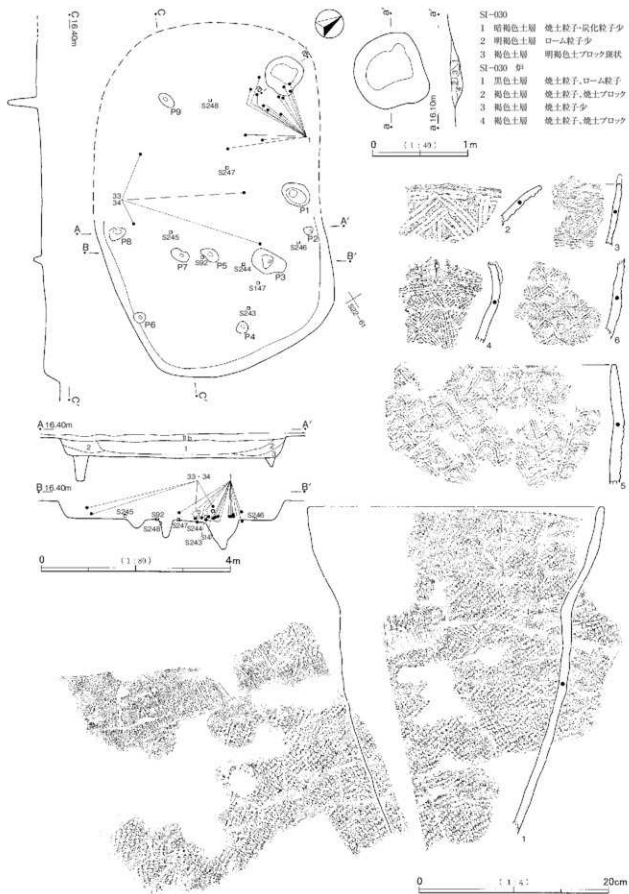 SI-030
1 暗褐色土層 焼土粒子・炭化粒子少
2 明褐色土層 ローム粒子少
3 褐色土層 明褐色土ブロック斑状
SI-030 炉
1 黒色土層 焼土粒子、ローム粒子
2 褐色土層 焼土粒子、焼土ブロック
3 褐色土層 焼土粒子少
4 褐色土層 焼土粒子、焼土ブロック
C 16.40m
C
a'
a'
a
a 16.10m
0 (1:40) 1m
P9
S248
1
S247
33
34
P1
A
A'
P8
S245
P2
S246
B
B'
P7
S92
P5
S244
P3
S147
S22-61
S243
P6
P4
C'
C'
2
3
4
6
5
A 16.40m
A'
IIb
2
1
33・34
1
B 16.40m
B'
S245
S92
S248
S247
S244
S243
S246
0 (1:80) 4m
1
0 (1:4) 20cm